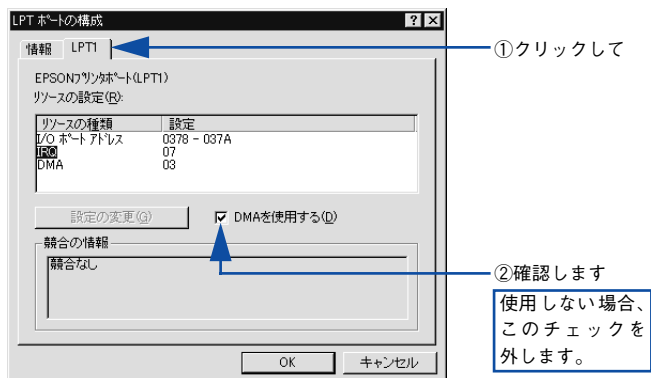 LPT ポートの構成
情報 LPT1
①クリックして
EPSONプリンタポート(LPT1)
リソースの設定(R):
リソースの種類 設定
I/O ポート アドレス 0378 - 037A
IRQ 07
DMA 03
設定の変更(G) DMAを使用する(D)
競合の情報
競合なし
②確認します
使用しない場合、
このチェックを
外します。
OK キャンセル